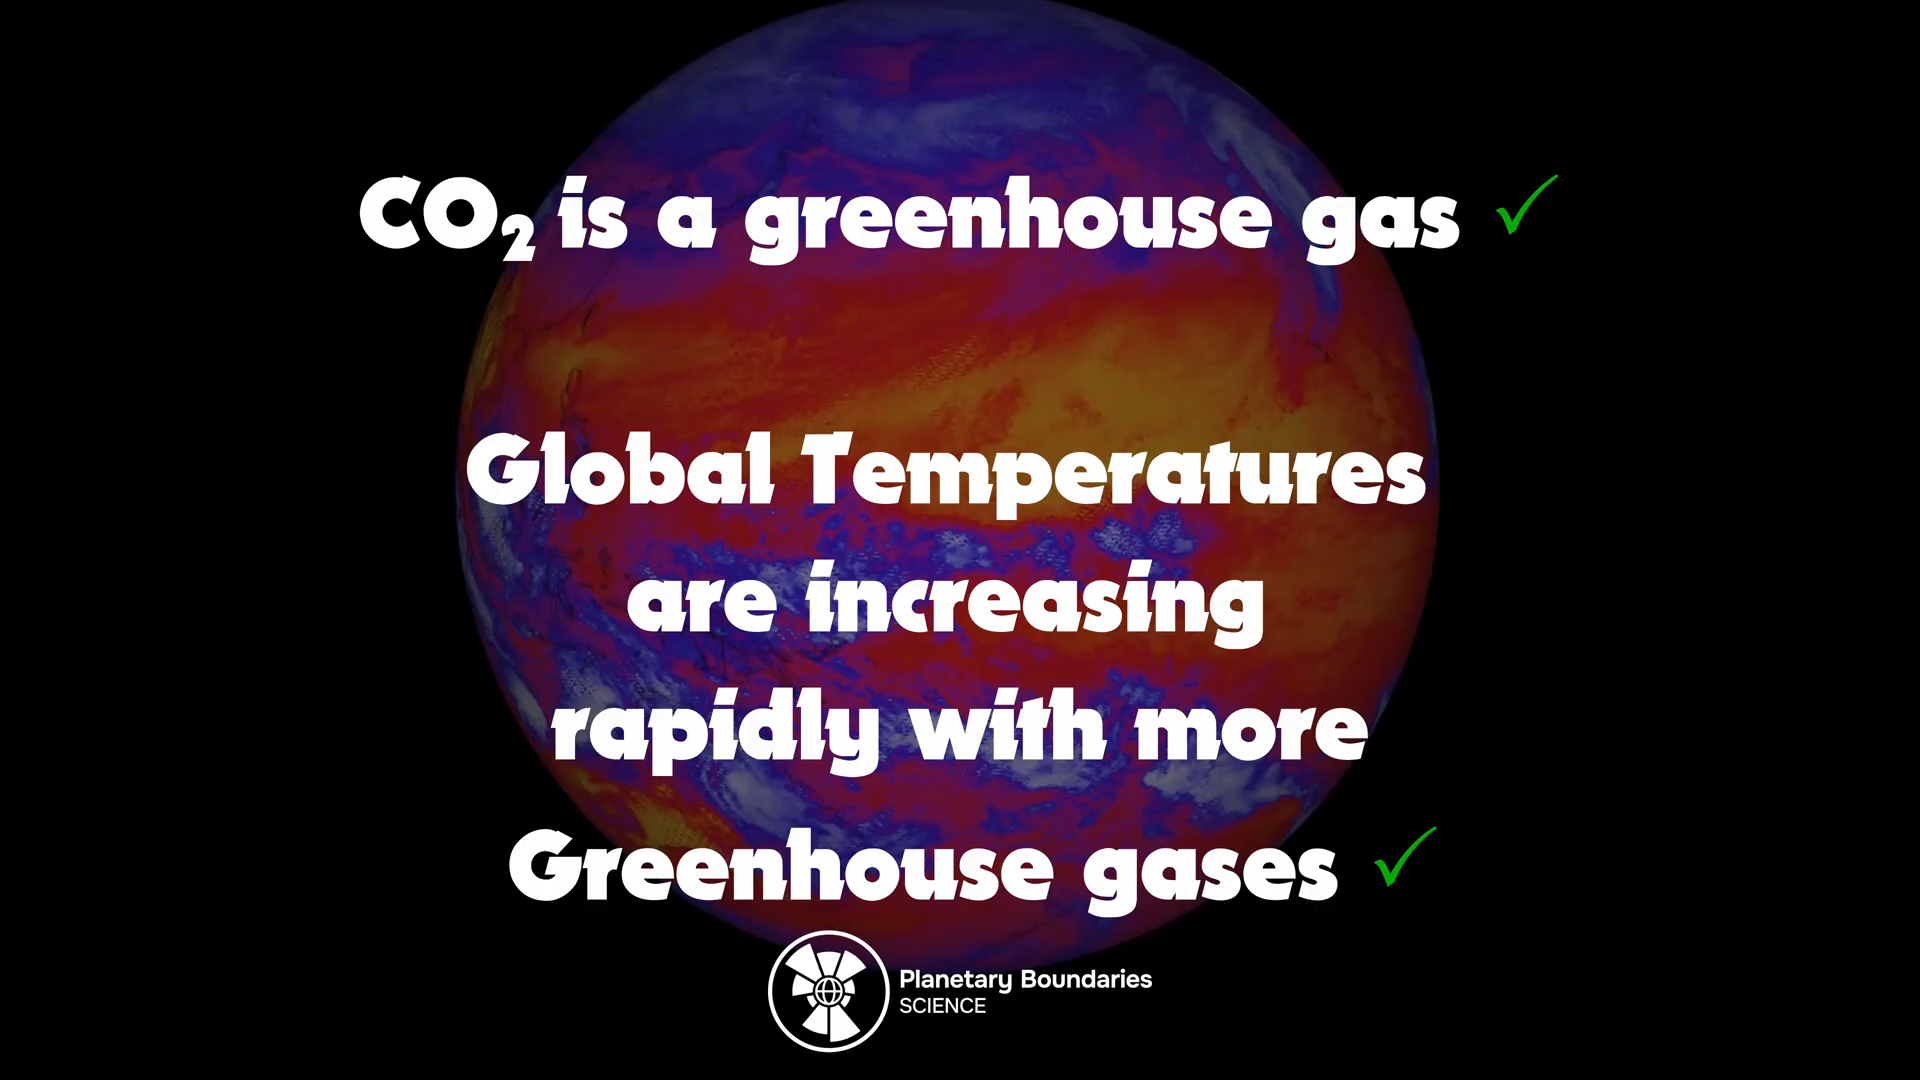 CO₂ is a greenhouse gas ✓
Global Temperatures
are increasing
rapidly with more
Greenhouse gases ✓
Planetary Boundaries
SCIENCE